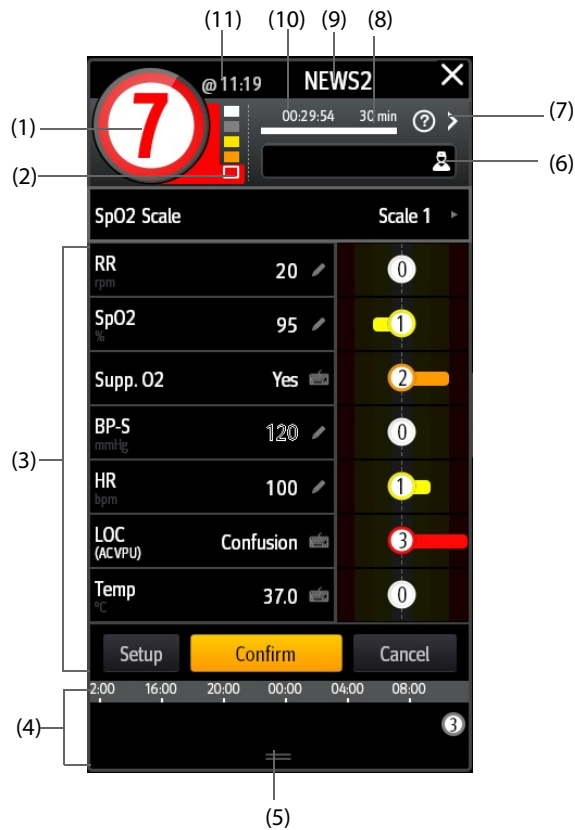 (11) (10) (9) (8)
@ 11:19 NEWS2
7
00:29:54 30 min ?
(1)
(7)
(6)
(2)
SpO2 Scale Scale 1
RR
rpm
20 0
SpO2
%
95 1
Supp. O2 Yes 2
BP-S
mmHg
120 0
(3)
HR
bpm
100 1
LOC
(ACVPU)
Confusion 3
Temp
°C
37.0 0
Setup Confirm Cancel
2:00 16:00 20:00 00:00 04:00 08:00
3
(4)
(5)